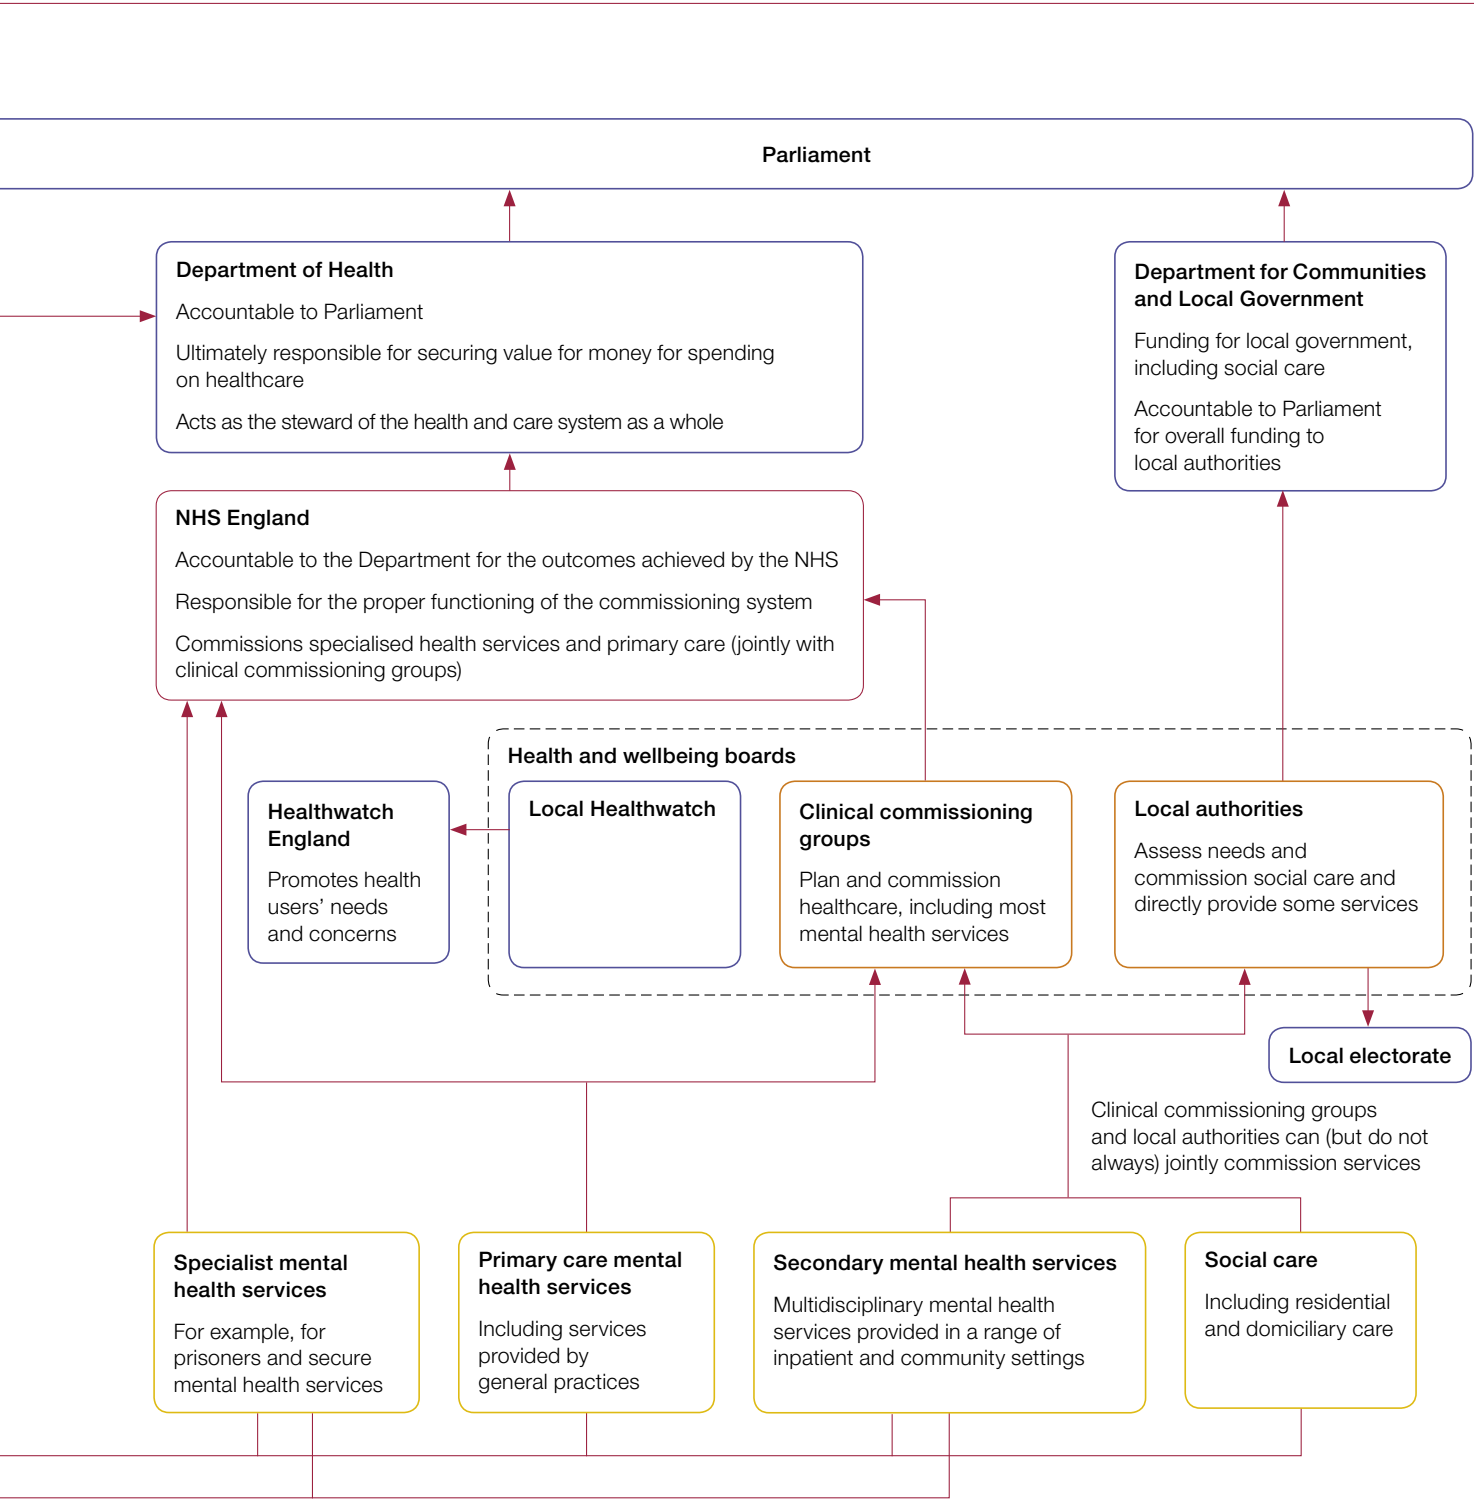 Parliament
Department of Health
Accountable to Parliament
Ultimately responsible for securing value for money for spending
on healthcare
Acts as the steward of the health and care system as a whole
Department for Communities
and Local Government
Funding for local government,
including social care
Accountable to Parliament
for overall funding to
local authorities
NHS England
Accountable to the Department for the outcomes achieved by the NHS
Responsible for the proper functioning of the commissioning system
Commissions specialised health services and primary care (jointly with
clinical commissioning groups)
Health and wellbeing boards
Healthwatch
England
Promotes health
users’ needs
and concerns
Local Healthwatch
Clinical commissioning
groups
Plan and commission
healthcare, including most
mental health services
Local authorities
Assess needs and
commission social care and
directly provide some services
Local electorate
Clinical commissioning groups
and local authorities can (but do not
always) jointly commission services
Specialist mental
health services
For example, for
prisoners and secure
mental health services
Primary care mental
health services
Including services
provided by
general practices
Secondary mental health services
Multidisciplinary mental health
services provided in a range of
inpatient and community settings
Social care
Including residential
and domiciliary care